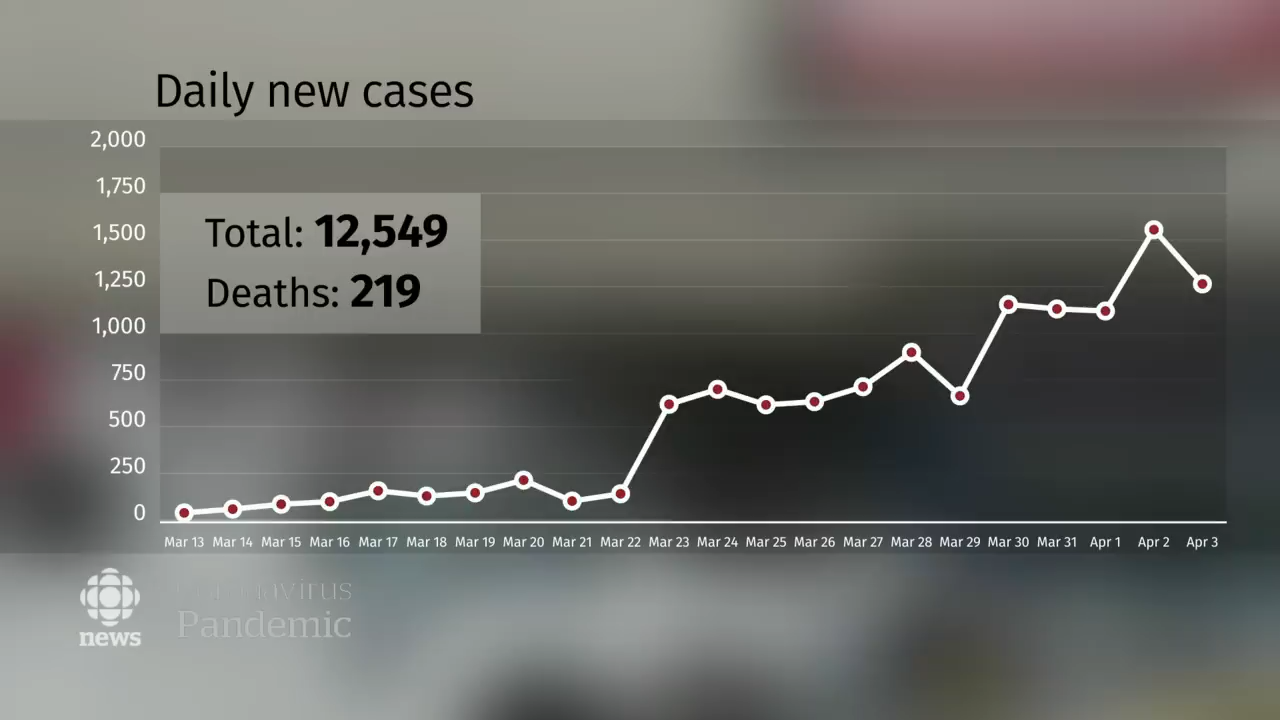 Daily new cases
2,000
1,750
1,500
1,250
1,000
750
500
250
0
Total: 12,549
Deaths: 219
Mar 13 Mar 14 Mar 15 Mar 16 Mar 17 Mar 18 Mar 19 Mar 20 Mar 21 Mar 22 Mar 23 Mar 24 Mar 25 Mar 26 Mar 27 Mar 28 Mar 29 Mar 30 Mar 31 Apr 1 Apr 2 Apr 3
news
Coronavirus
Pandemic